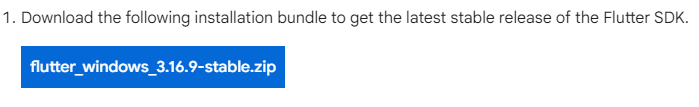 1. Download the following installation bundle to get the latest stable release of the Flutter SDK.
flutter_windows_3.16.9-stable.zip